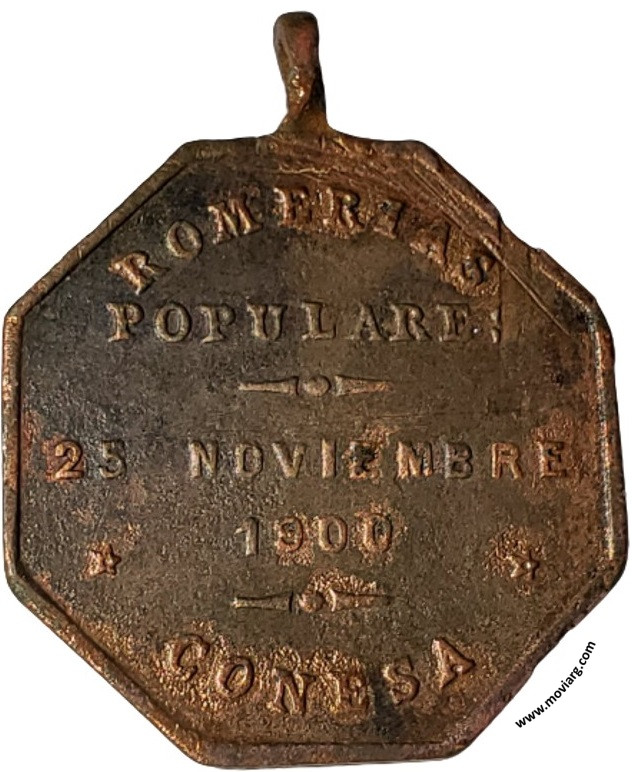 ROMERIAS
POPULARES
25 NOVIEMBRE
1900
CONESA
www.moviarg.com